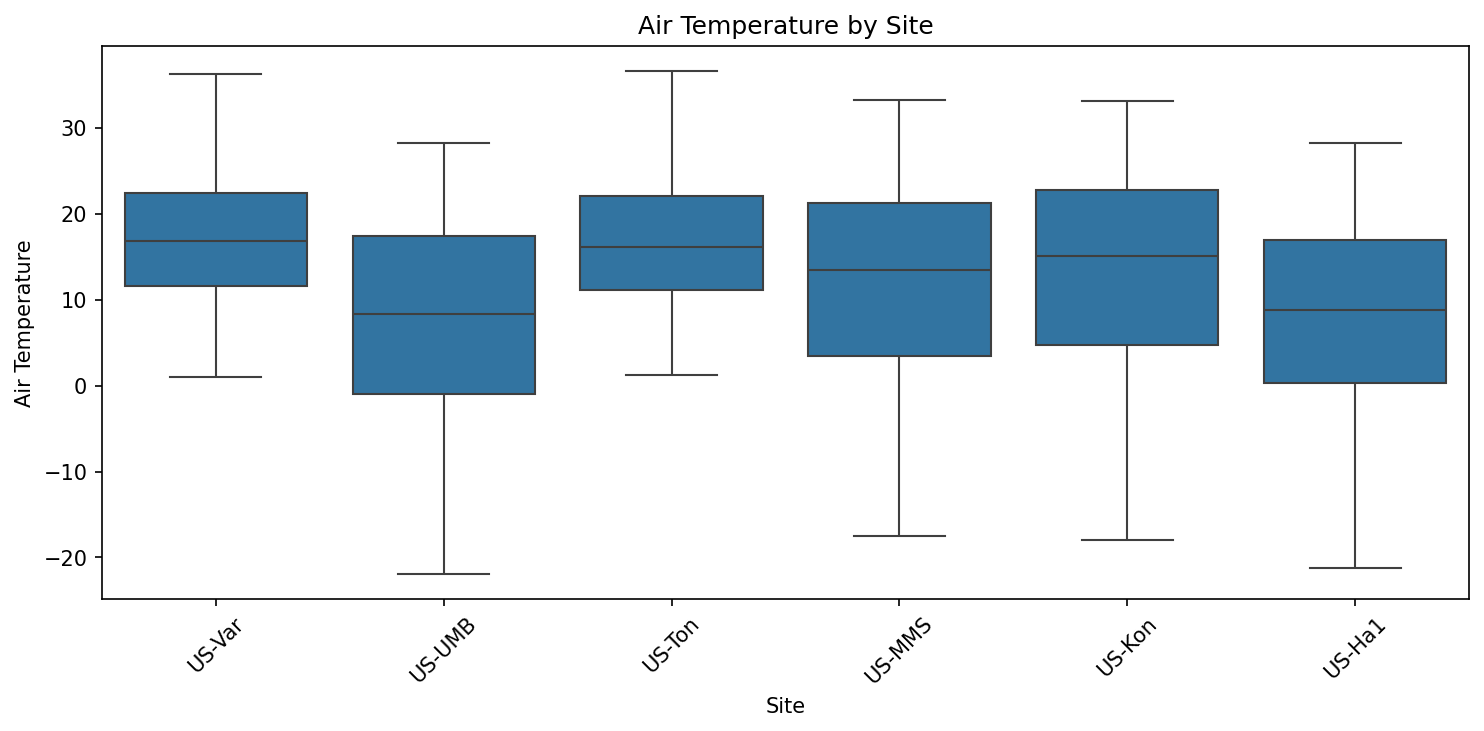 Air Temperature by Site
Air Temperature
30
20
10
0
−10
−20
US-Var
US-UMB
US-Ton
US-MMS
US-Kon
US-Ha1
Site